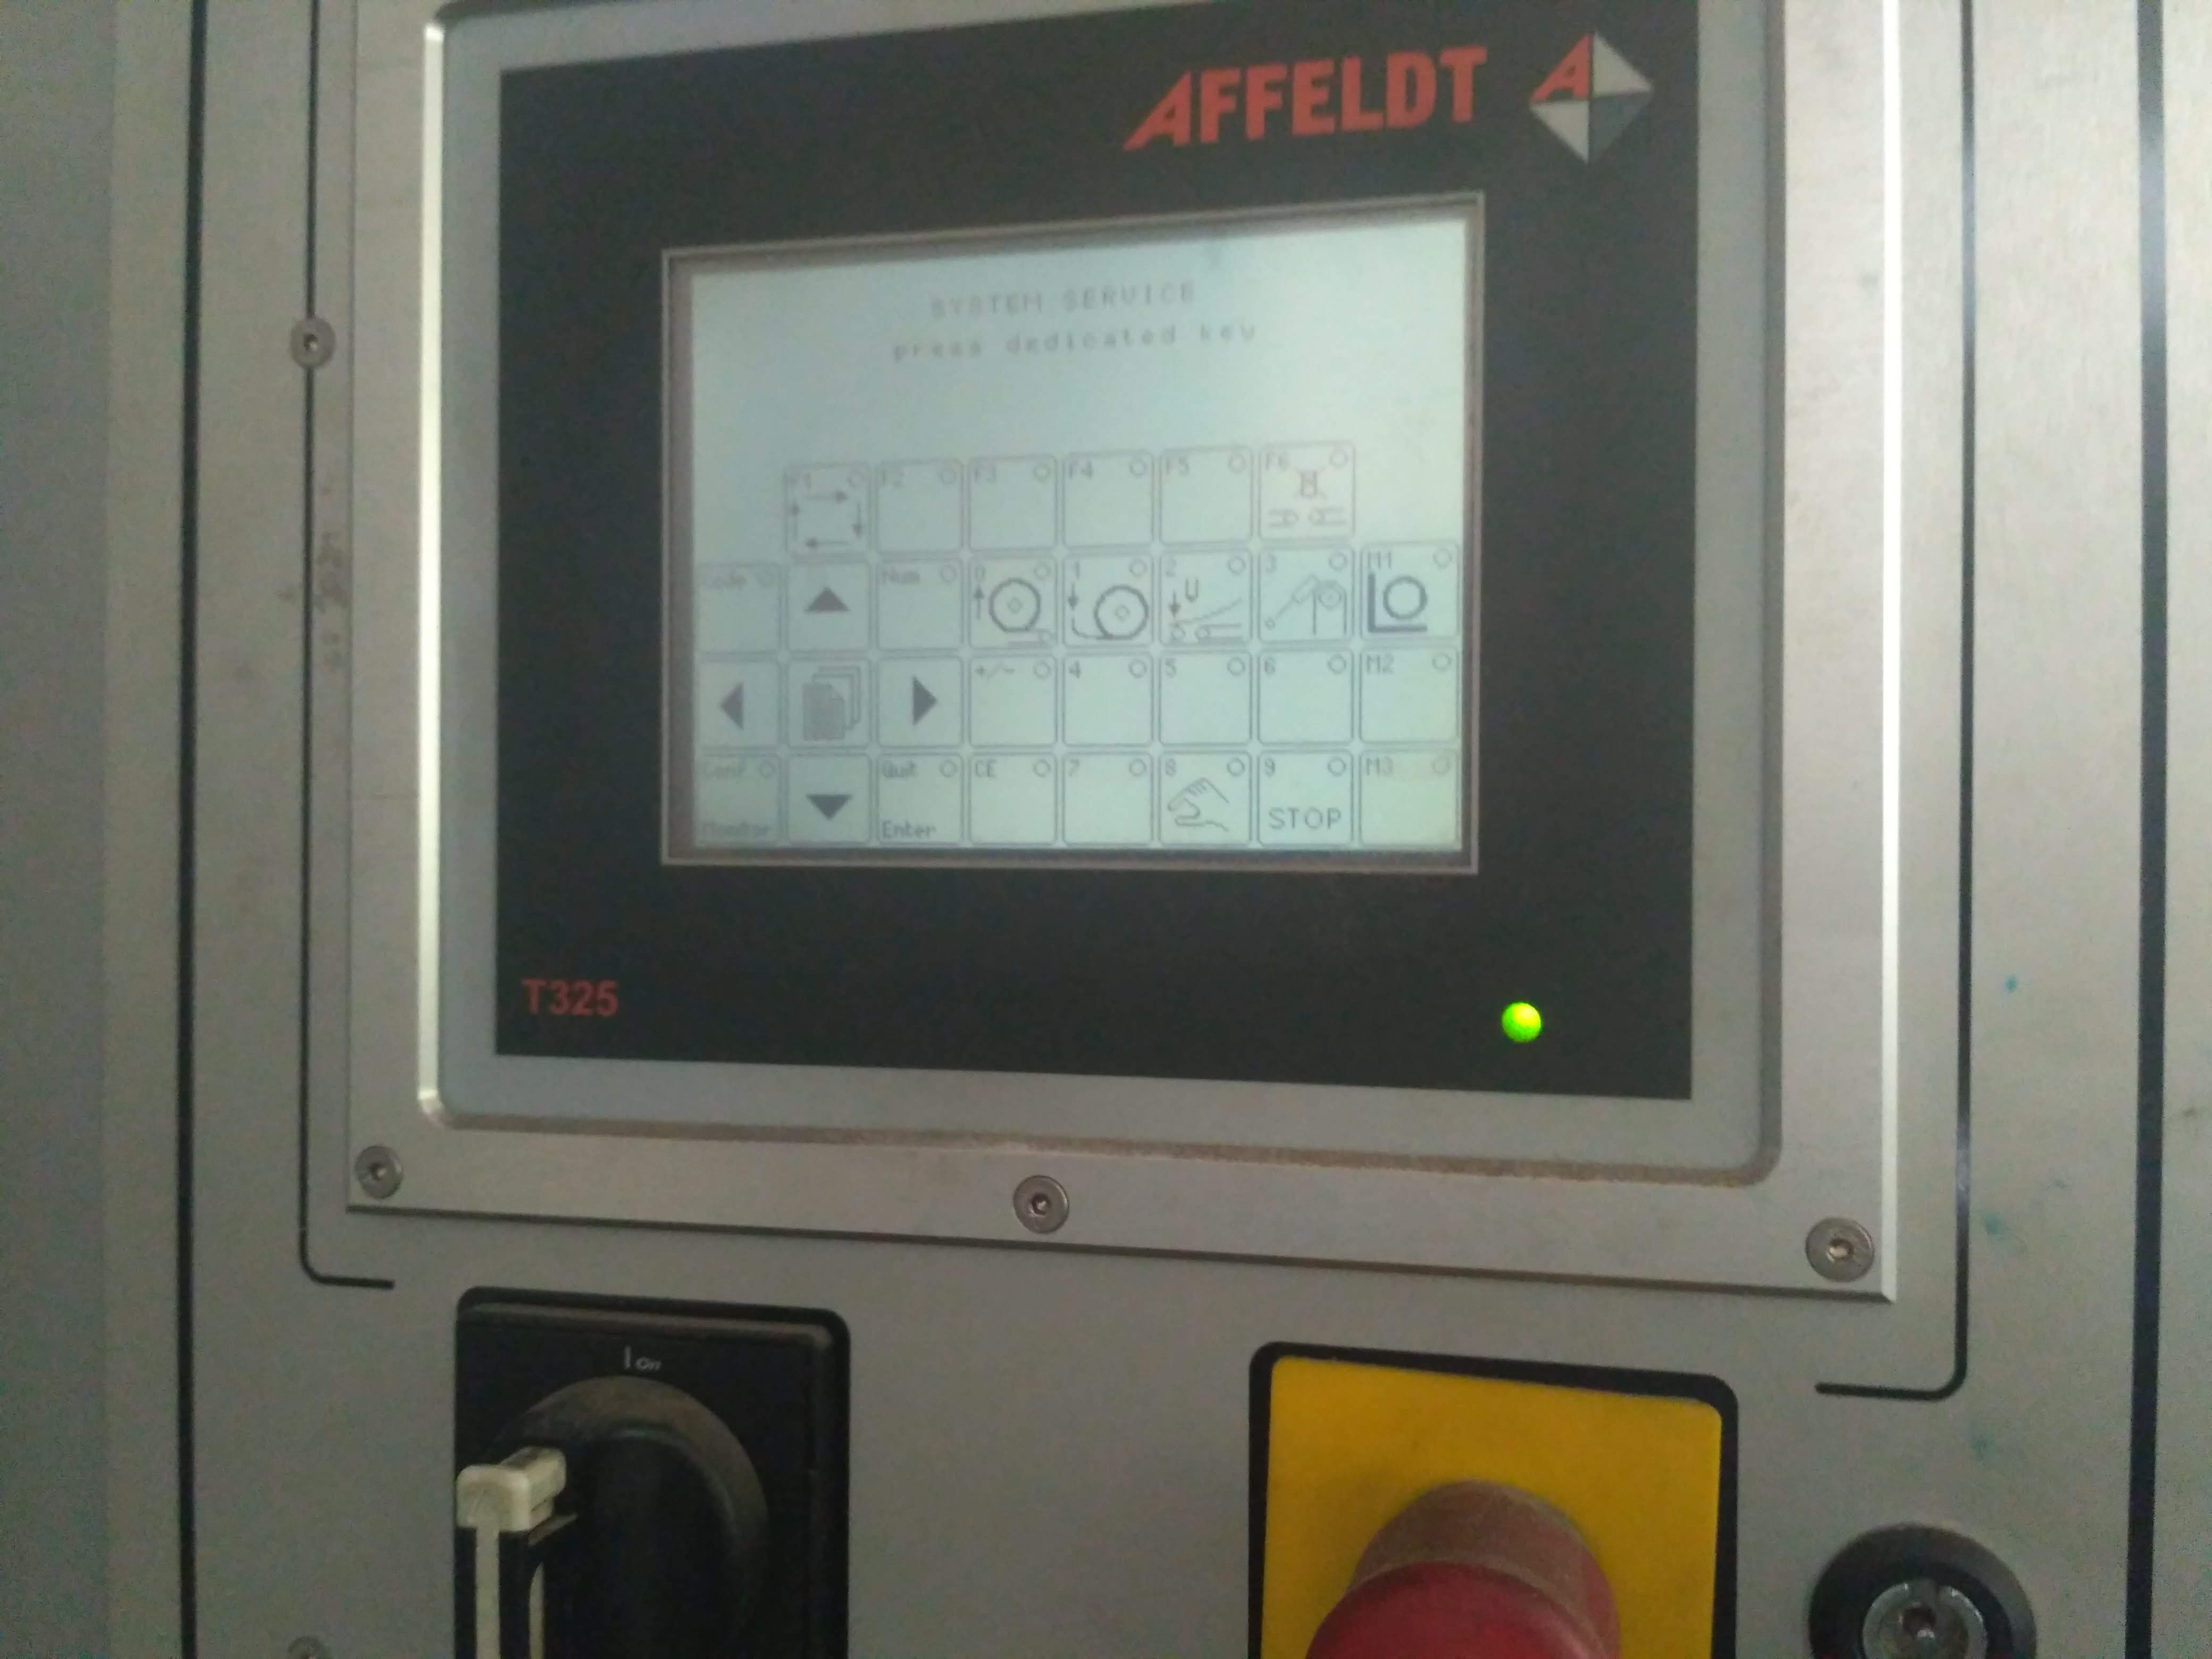 AFFELDT A
SYSTEM SERVICE
press dedicated key
F1 F2 F3 F4 F5 F6
Code Num 0 1 2 3 M1
+/- 4 5 6 M2
Conf Quit CE 7 8 9 M3
Monitor Enter STOP
T325
I On